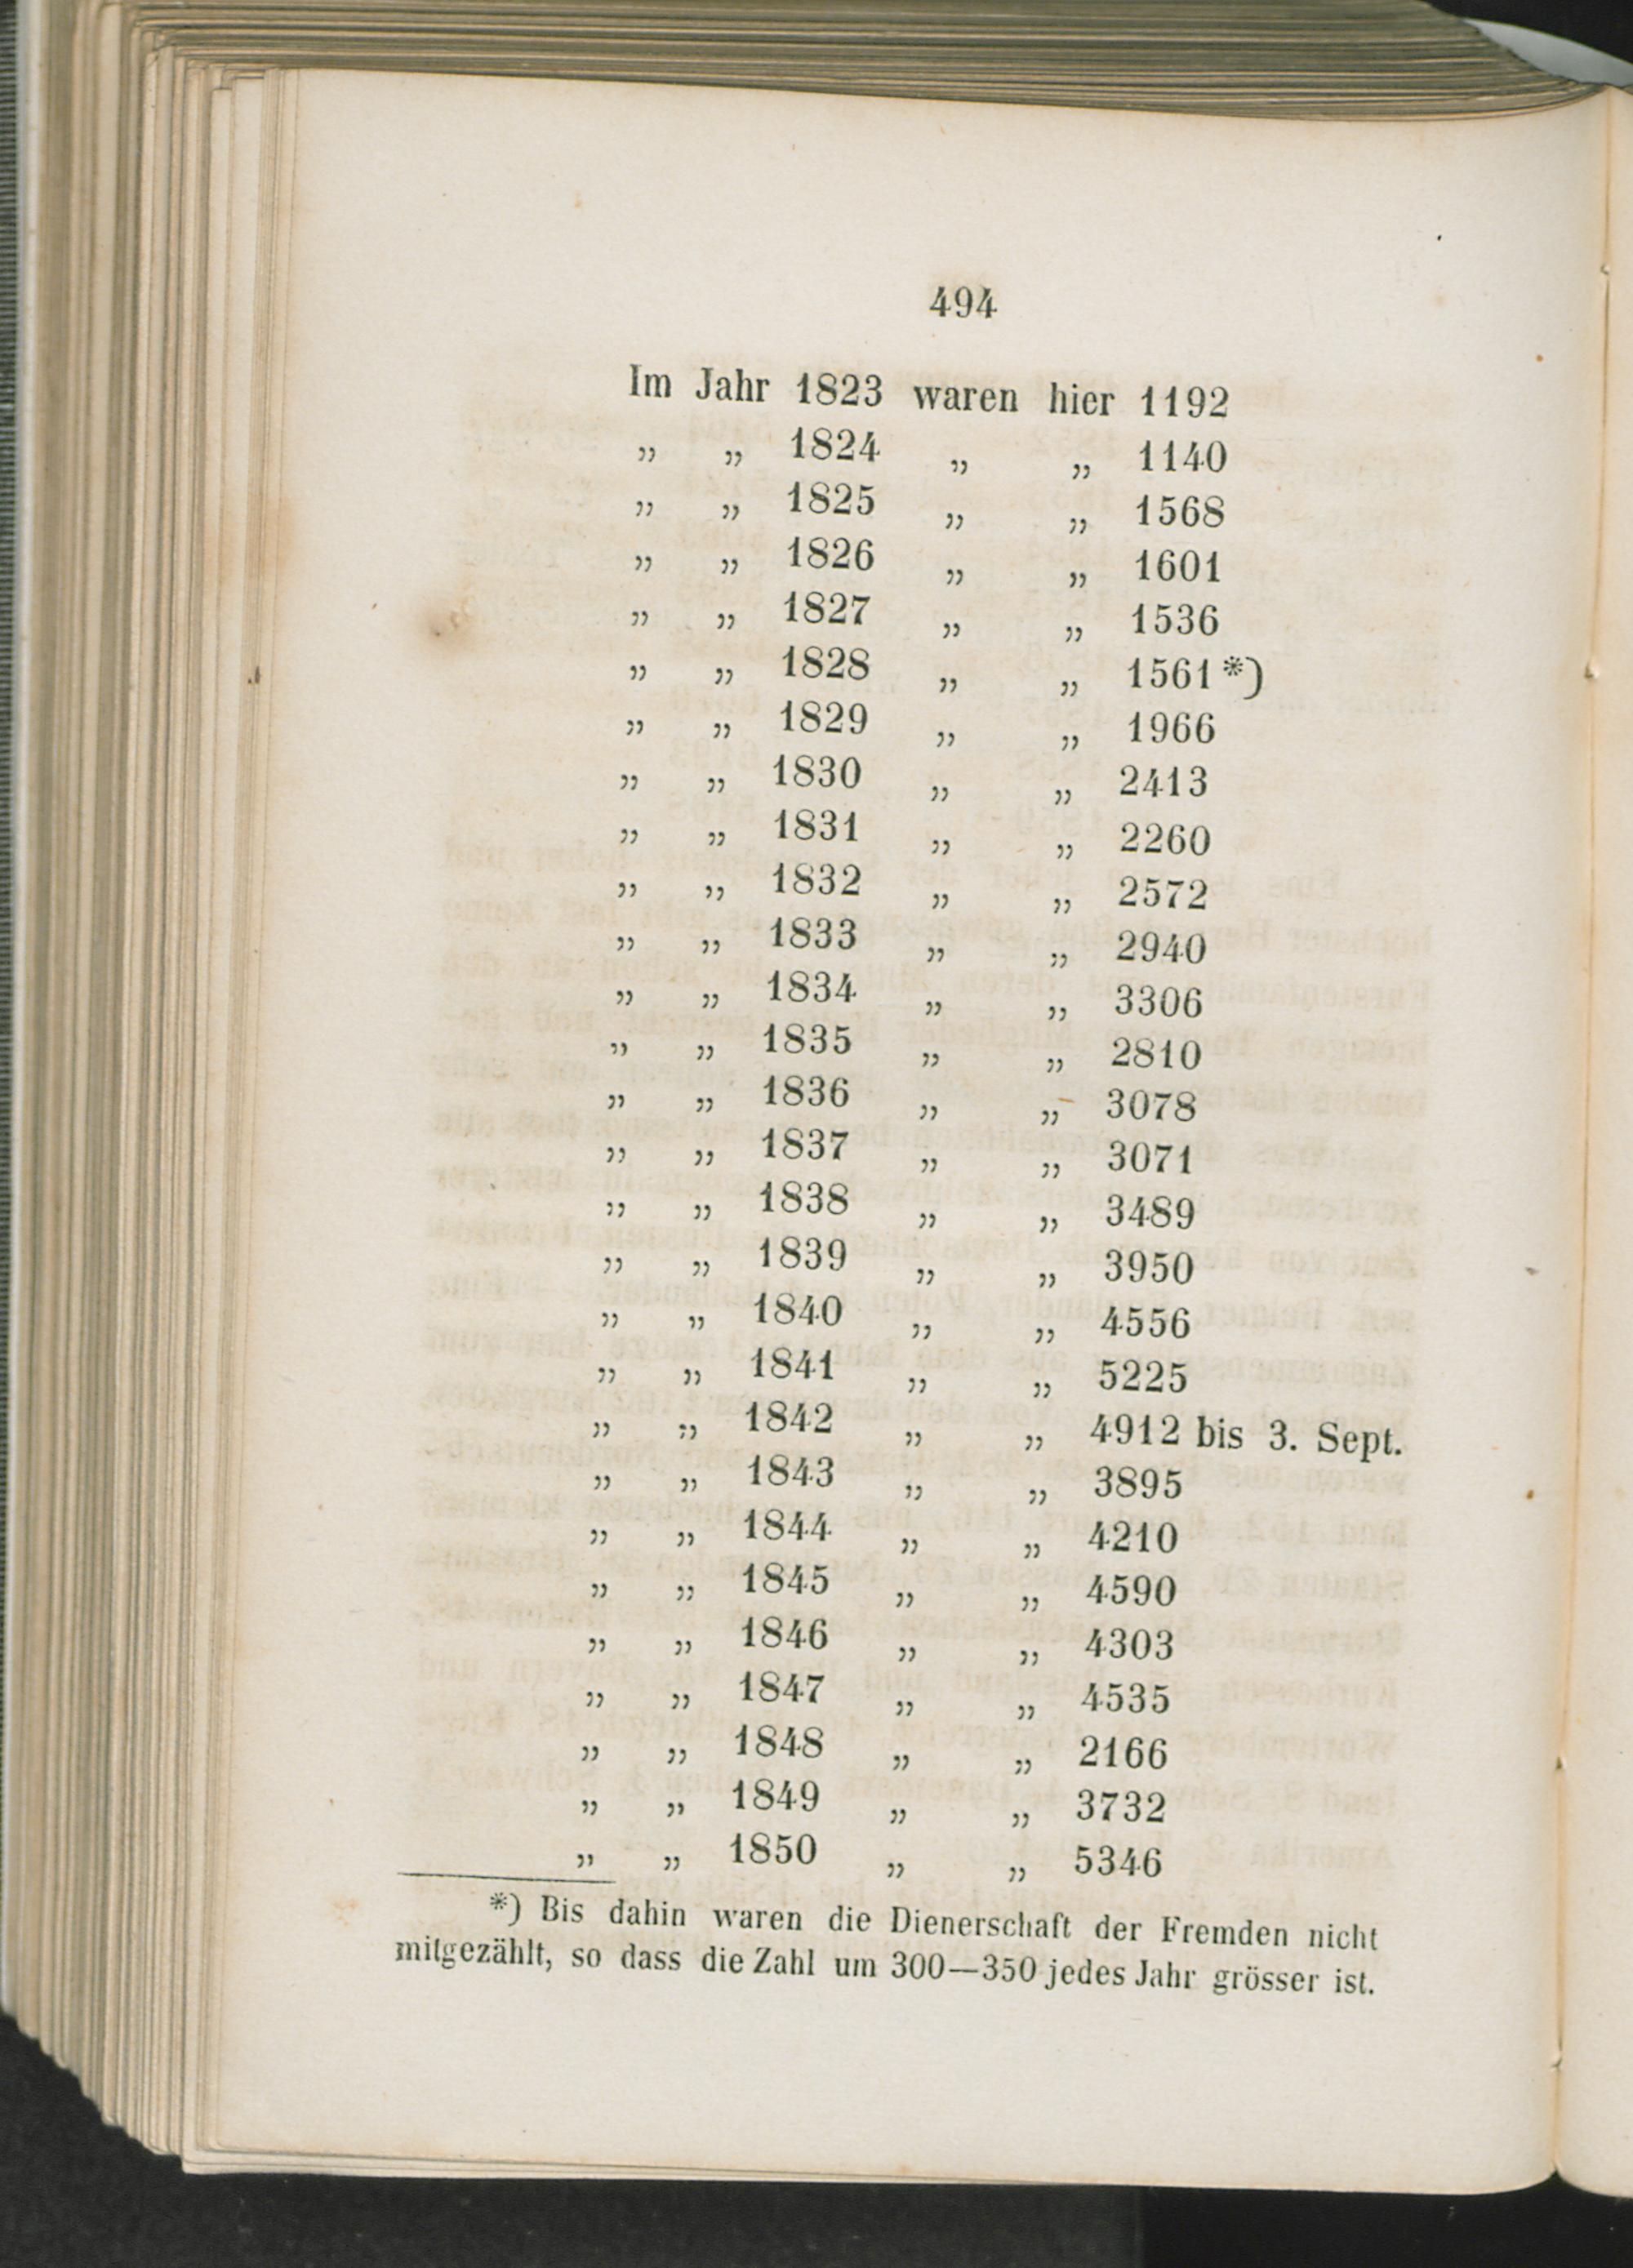 494
Im Jahr 1823 waren hier 1192
„ „ 1824 „ „ 1140
„ „ 1825 „ „ 1568
„ „ 1826 „ „ 1601
„ „ 1827 „ „ 1536
„ „ 1828 „ „ 1561*)
„ „ 1829 „ „ 1966
„ „ 1830 „ „ 2413
„ „ 1831 „ „ 2260
„ „ 1832 „ „ 2572
„ „ 1833 „ „ 2940
„ „ 1834 „ „ 3306
„ „ 1835 „ „ 2810
„ „ 1836 „ „ 3078
„ „ 1837 „ „ 3071
„ „ 1838 „ „ 3489
„ „ 1839 „ „ 3950
„ „ 1840 „ „ 4556
„ „ 1841 „ „ 5225
„ „ 1842 „ „ 4912 bis 3. Sept.
„ „ 1843 „ „ 3895
„ „ 1844 „ „ 4210
„ „ 1845 „ „ 4590
„ „ 1846 „ „ 4303
„ „ 1847 „ „ 4535
„ „ 1848 „ „ 2166
„ „ 1849 „ „ 3732
„ „ 1850 „ „ 5346
*) Bis dahin waren die Dienerschaft der Fremden nicht
mitgezählt, so dass die Zahl um 300—350 jedes Jahr grösser ist.